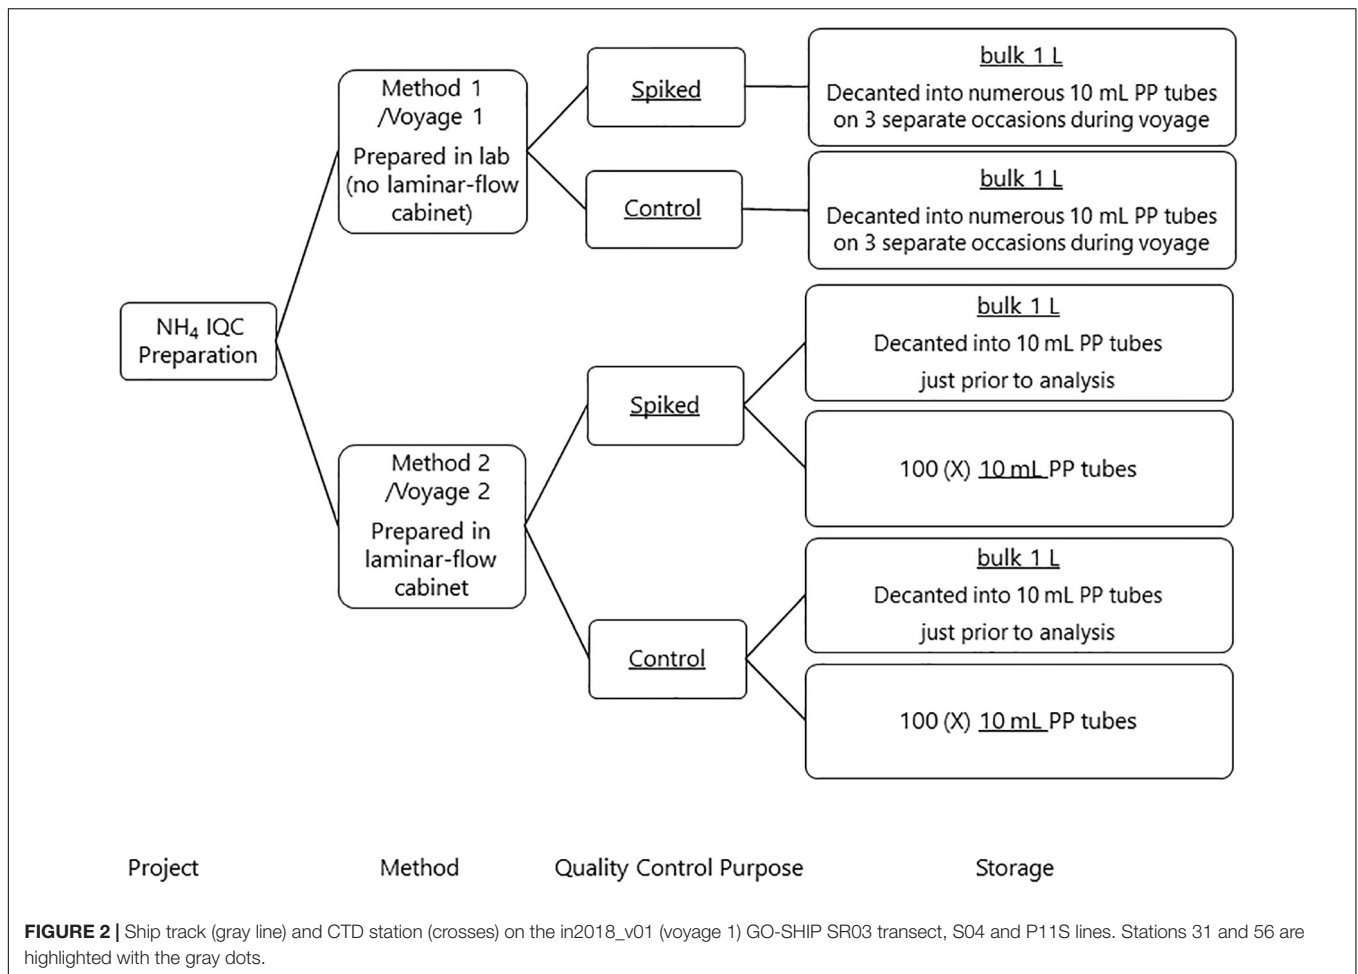 Method 1
/Voyage 1
Prepared in lab
(no laminar-flow
cabinet)
Spiked
bulk 1 L
Decanted into numerous 10 mL PP tubes
on 3 separate occasions during voyage
Control
bulk 1 L
Decanted into numerous 10 mL PP tubes
on 3 separate occasions during voyage
NH₄ IQC
Preparation
Method 2
/Voyage 2
Prepared in
laminar-flow
cabinet
Spiked
bulk 1 L
Decanted into 10 mL PP tubes
just prior to analysis
100 (X) 10 mL PP tubes
Control
bulk 1 L
Decanted into 10 mL PP tubes
just prior to analysis
100 (X) 10 mL PP tubes
Project
Method
Quality Control Purpose
Storage
FIGURE 2 | Ship track (gray line) and CTD station (crosses) on the in2018_v01 (voyage 1) GO-SHIP SR03 transect, S04 and P11S lines. Stations 31 and 56 are
highlighted with the gray dots.